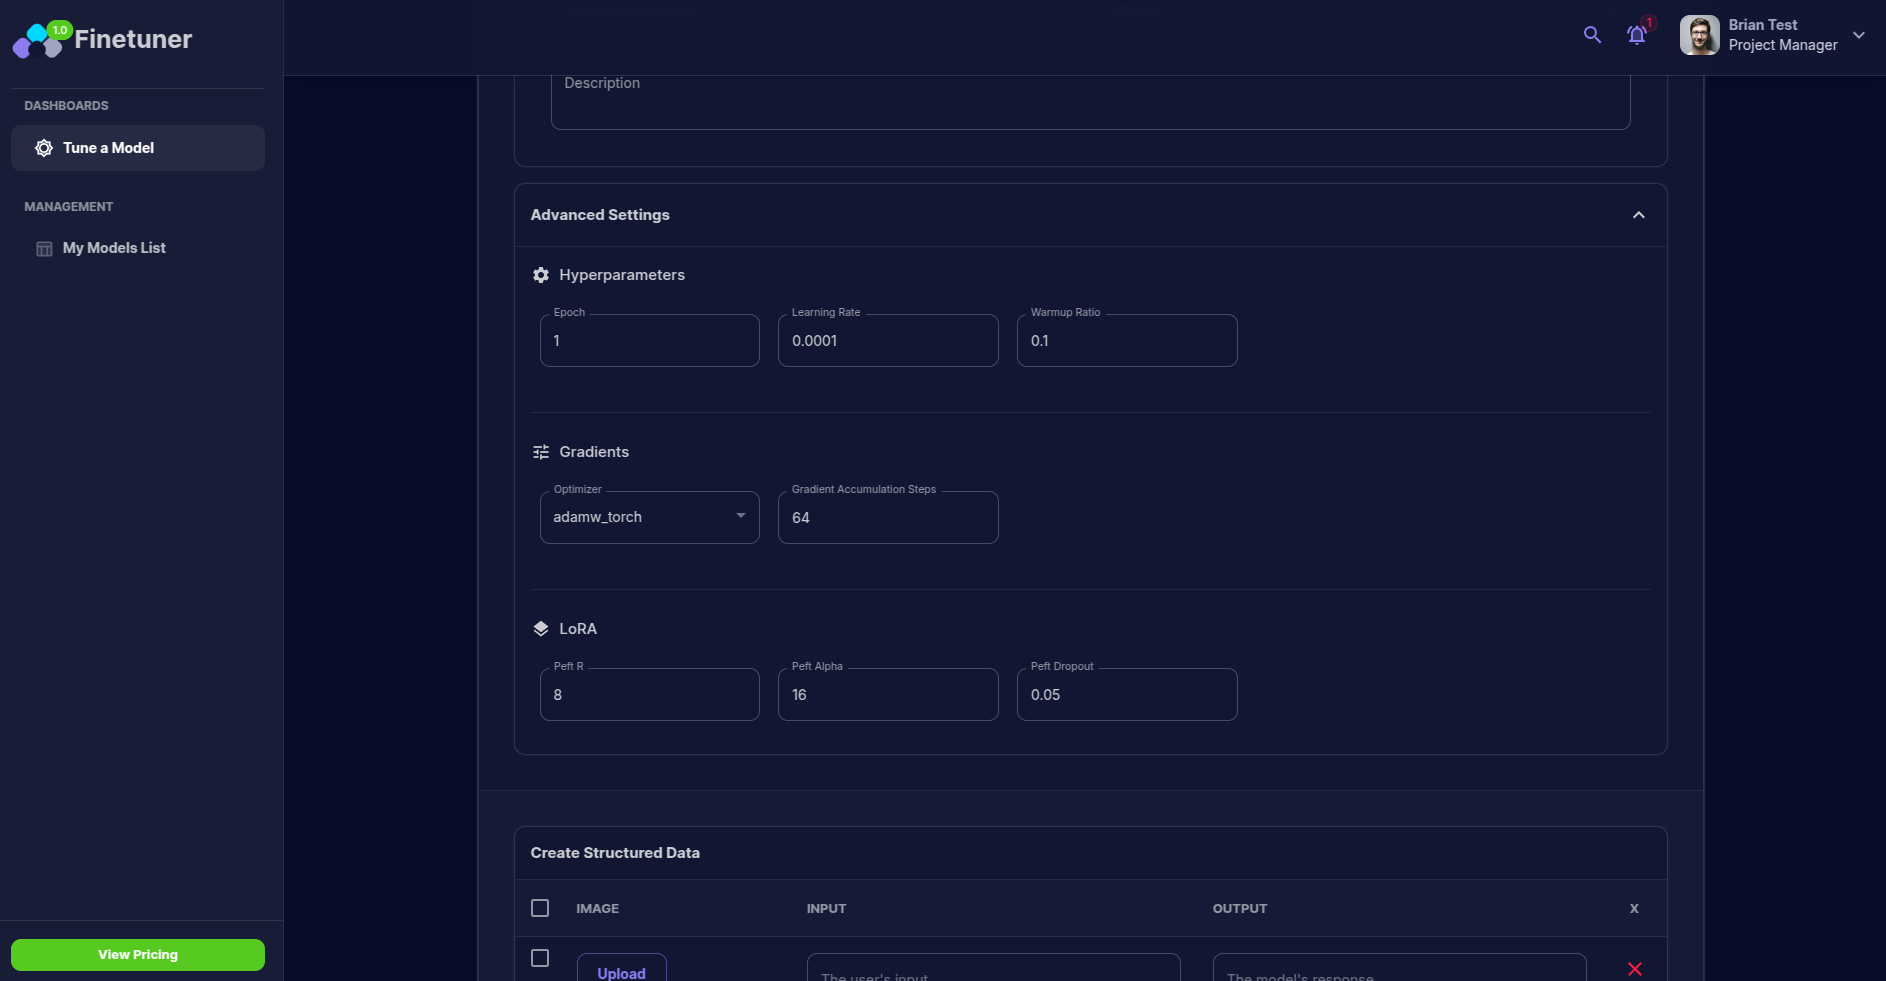 1.0
Finetuner
DASHBOARDS
Tune a Model
MANAGEMENT
My Models List
View Pricing
1
Brian Test
Project Manager
Description
Advanced Settings
Hyperparameters
Epoch
1
Learning Rate
0.0001
Warmup Ratio
0.1
Gradients
Optimizer
adamw_torch
Gradient Accumulation Steps
64
LoRA
Peft R
8
Peft Alpha
16
Peft Dropout
0.05
Create Structured Data
IMAGE INPUT OUTPUT X
Upload
The user's input
The model's response